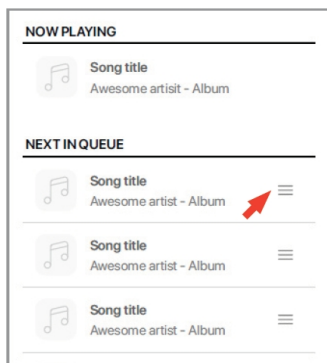 NOW PLAYING
Song title
Awesome artisit - Album
NEXT IN QUEUE
Song title
Awesome artist - Album
Song title
Awesome artist - Album
Song title
Awesome artist - Album